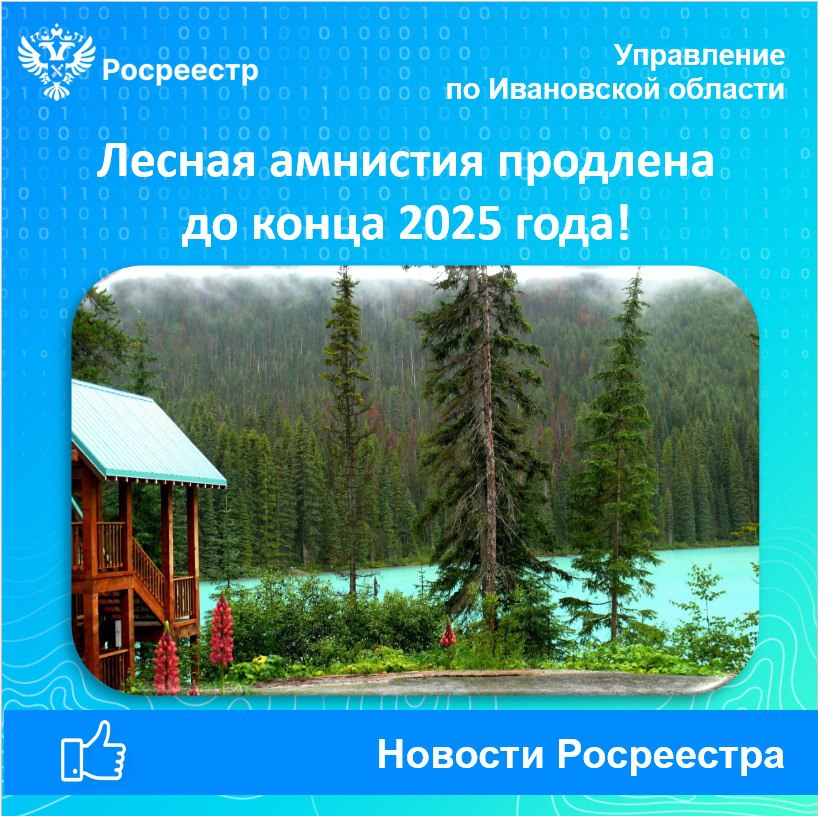 Росреестр
Управление
по Ивановской области
Лесная амнистия продлена
до конца 2025 года!
Новости Росреестра